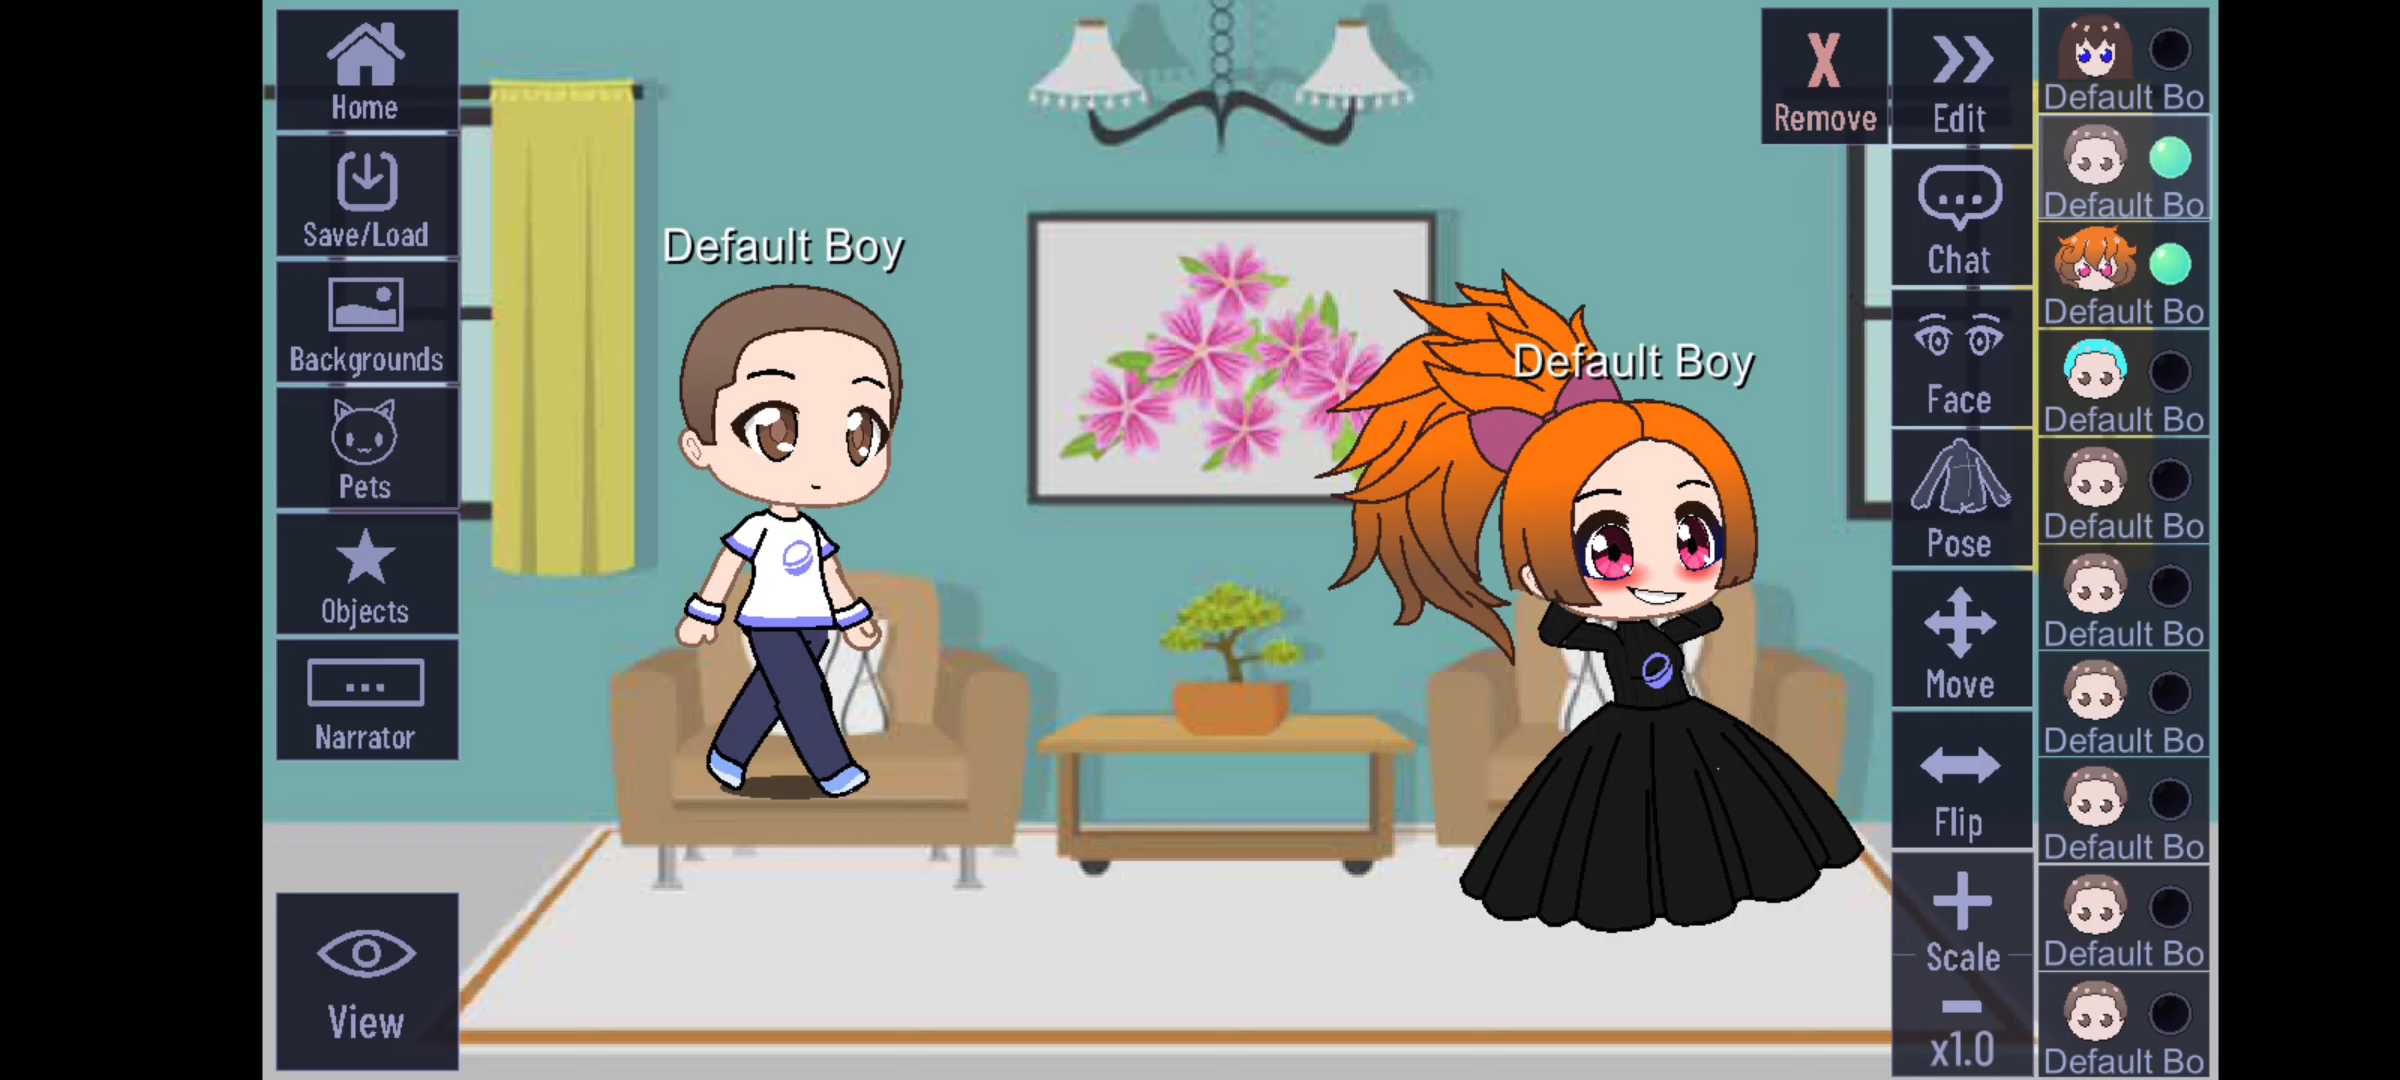 Home
Save/Load
Backgrounds
Pets
Objects
...
Narrator
View
Default Boy
Default Boy
X
Remove
Edit
...
Chat
Face
Pose
Move
Flip
Scale
x1.0
Default Bo
Default Bo
Default Bo
Default Bo
Default Bo
Default Bo
Default Bo
Default Bo
Default Bo
Default Bo